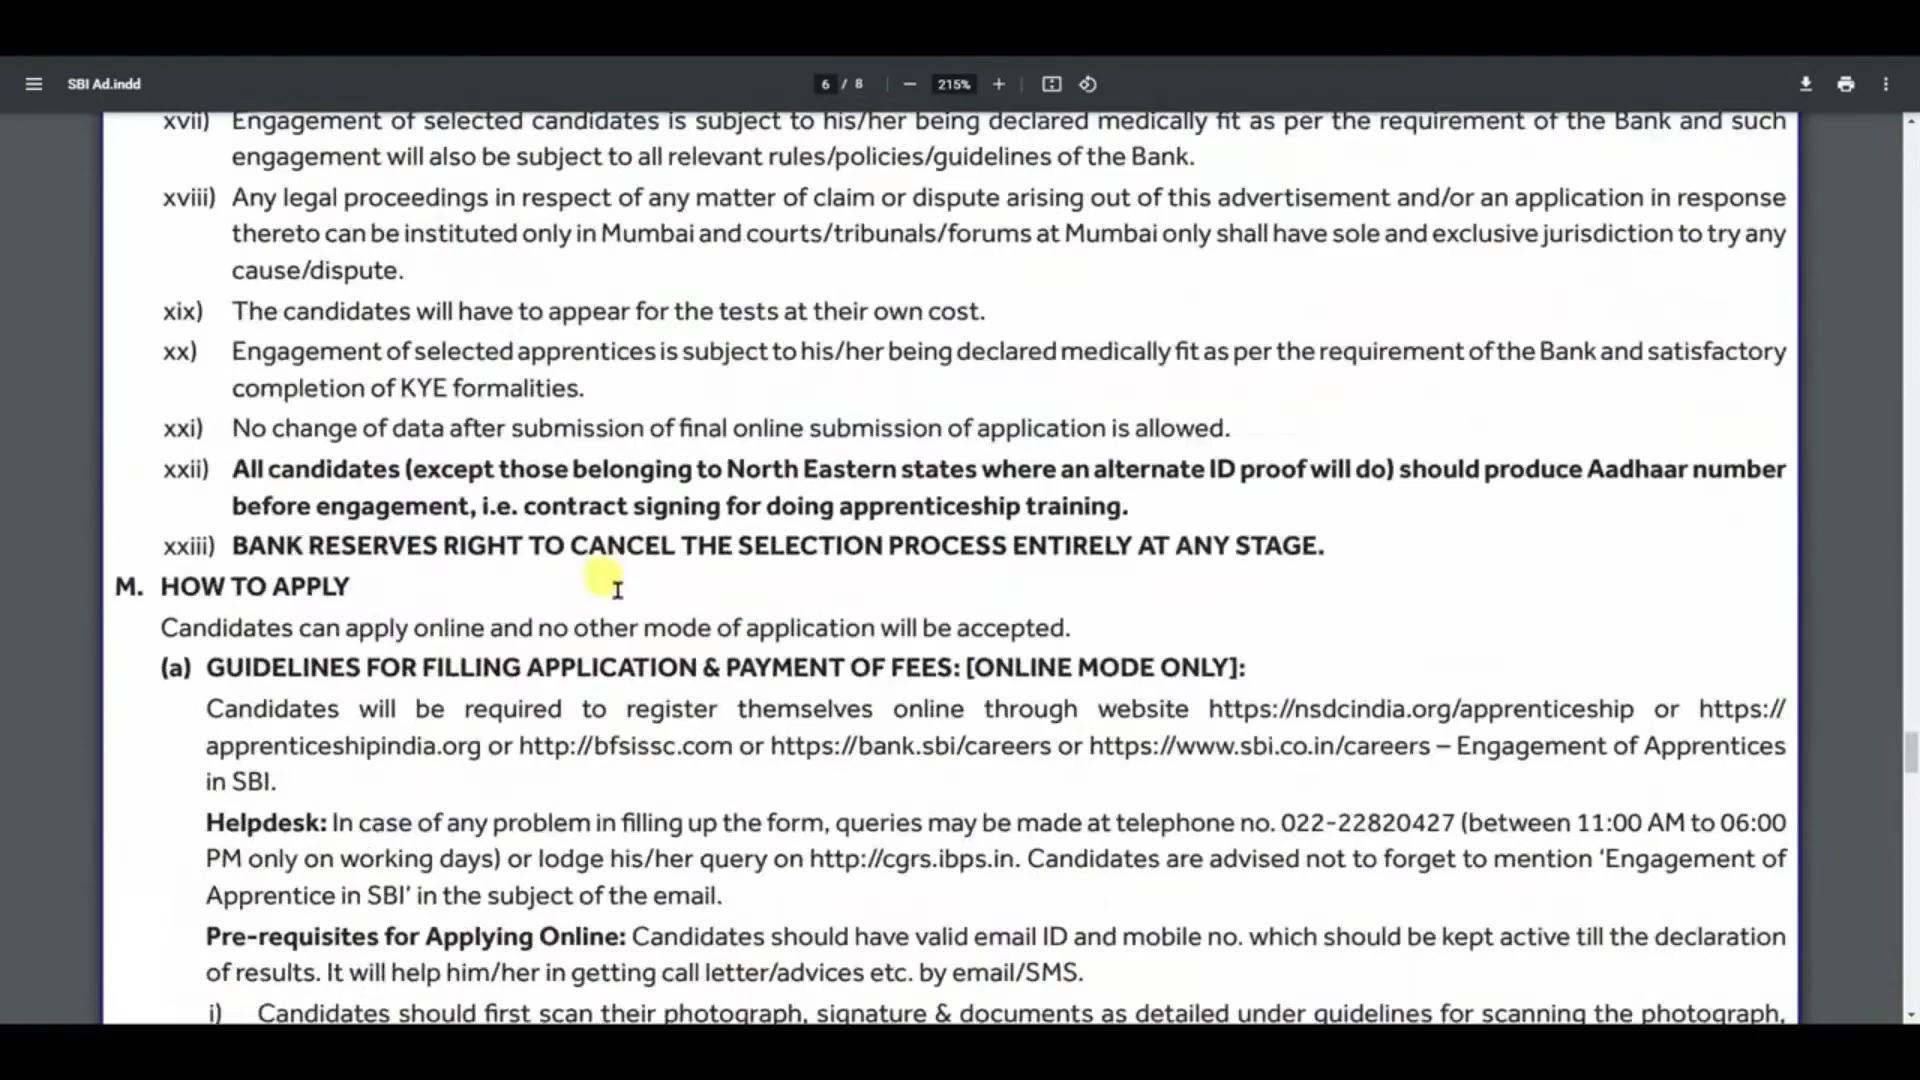 SBI Ad.indd
6 / 8
215%
xvii) Engagement of selected candidates is subject to his/her being declared medically fit as per the requirement of the Bank and such
engagement will also be subject to all relevant rules/policies/guidelines of the Bank.
xviii) Any legal proceedings in respect of any matter of claim or dispute arising out of this advertisement and/or an application in response
thereto can be instituted only in Mumbai and courts/tribunals/forums at Mumbai only shall have sole and exclusive jurisdiction to try any
cause/dispute.
xix) The candidates will have to appear for the tests at their own cost.
xx) Engagement of selected apprentices is subject to his/her being declared medically fit as per the requirement of the Bank and satisfactory
completion of KYE formalities.
xxi) No change of data after submission of final online submission of application is allowed.
xxii) All candidates (except those belonging to North Eastern states where an alternate ID proof will do) should produce Aadhaar number
before engagement, i.e. contract signing for doing apprenticeship training.
xxiii) BANK RESERVES RIGHT TO CANCEL THE SELECTION PROCESS ENTIRELY AT ANY STAGE.
M. HOW TO APPLY
Candidates can apply online and no other mode of application will be accepted.
(a) GUIDELINES FOR FILLING APPLICATION & PAYMENT OF FEES: [ONLINE MODE ONLY]:
Candidates will be required to register themselves online through website https://nsdcindia.org/apprenticeship or https://
apprenticeshipindia.org or http://bfsissc.com or https://bank.sbi/careers or https://www.sbi.co.in/careers – Engagement of Apprentices
in SBI.
Helpdesk: In case of any problem in filling up the form, queries may be made at telephone no. 022-22820427 (between 11:00 AM to 06:00
PM only on working days) or lodge his/her query on http://cgrs.ibps.in. Candidates are advised not to forget to mention ‘Engagement of
Apprentice in SBI’ in the subject of the email.
Pre-requisites for Applying Online: Candidates should have valid email ID and mobile no. which should be kept active till the declaration
of results. It will help him/her in getting call letter/advices etc. by email/SMS.
i) Candidates should first scan their photograph, signature & documents as detailed under guidelines for scanning the photograph,